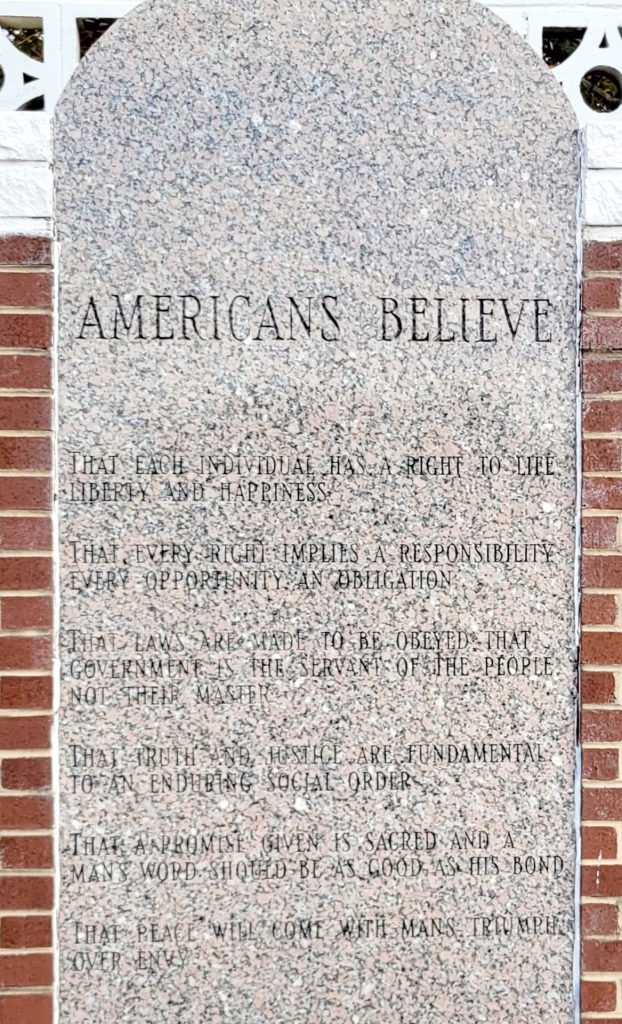 AMERICANS BELIEVE
THAT EACH INDIVIDUAL HAS A RIGHT TO LIFE
LIBERTY AND HAPPINESS
THAT EVERY RIGHT IMPLIES A RESPONSIBILITY
EVERY OPPORTUNITY AN OBLIGATION
THAT LAWS ARE MADE TO BE OBEYED THAT
GOVERNMENT IS THE SERVANT OF THE PEOPLE
NOT THEIR MASTER
THAT TRUTH AND JUSTICE ARE FUNDAMENTAL
TO AN ENDURING SOCIAL ORDER
THAT A PROMISE GIVEN IS SACRED AND A
MANS WORD SHOULD BE AS GOOD AS HIS BOND
THAT PEACE WILL COME WITH MANS TRIUMPH
OVER ENVY